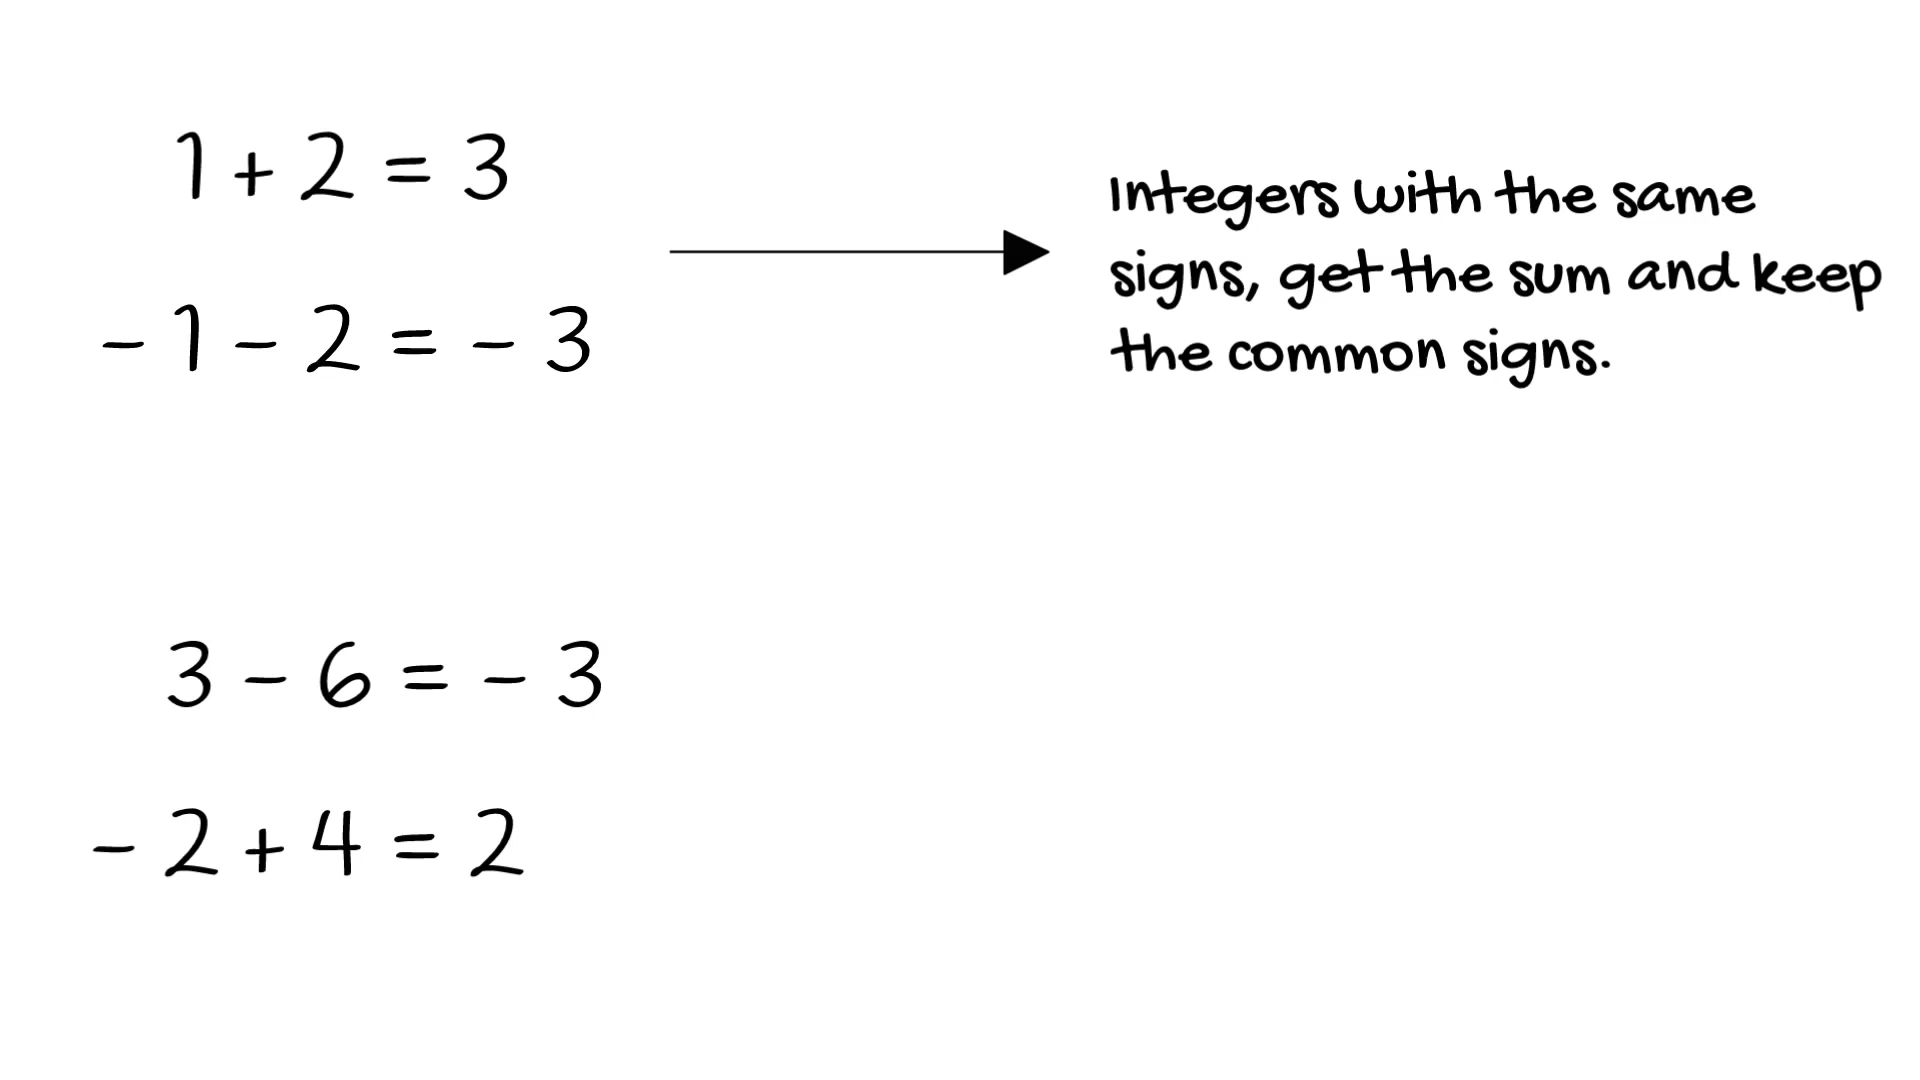 1 + 2 = 3
- 1 - 2 = - 3
Integers with the same
signs, get the sum and keep
the common signs.
3 - 6 = - 3
- 2 + 4 = 2